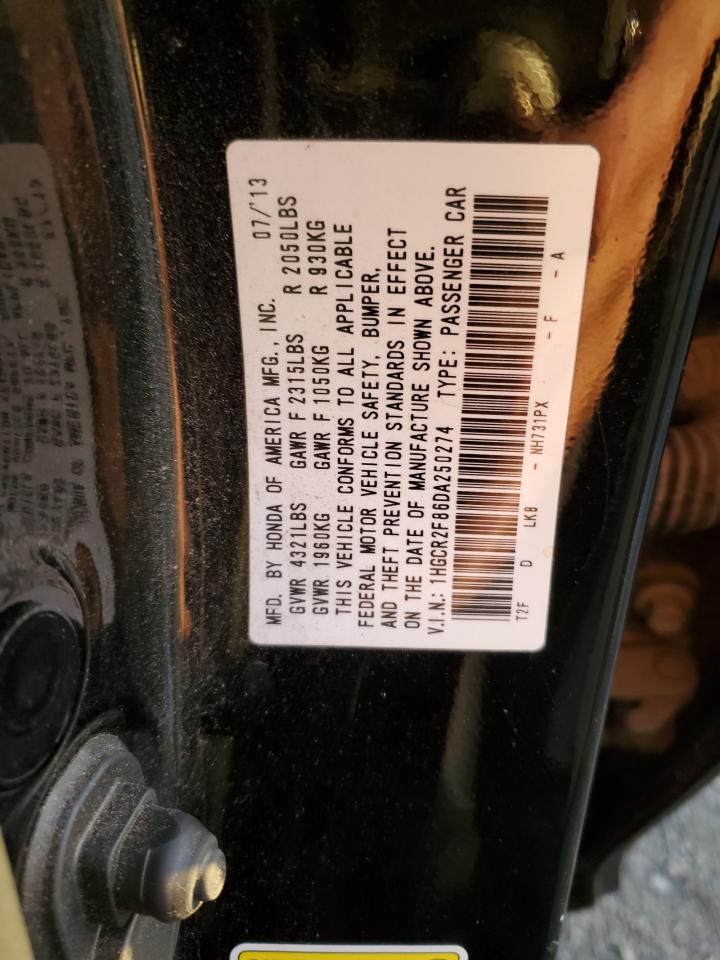 MFD. BY HONDA OF AMERICA MFG., INC. 07/'13
GVWR 4321LBS GAWR F 2315LBS R 2050LBS
GVWR 1960KG GAWR F 1050KG R 930KG
THIS VEHICLE CONFORMS TO ALL APPLICABLE
FEDERAL MOTOR VEHICLE SAFETY, BUMPER,
AND THEFT PREVENTION STANDARDS IN EFFECT
ON THE DATE OF MANUFACTURE SHOWN ABOVE.
V.I.N.: 1HGCR2F86DA250274 TYPE: PASSENGER CAR
T2F D LK8 - NH731PX - F - A